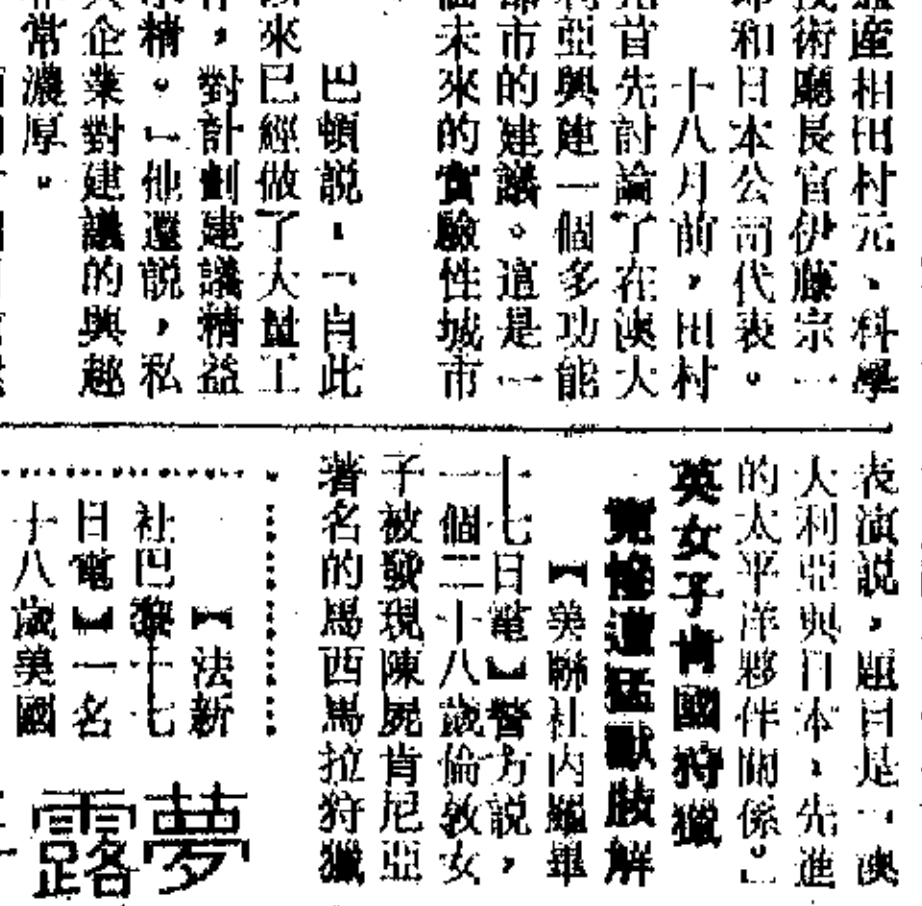 產相田村元、科學
技術廳長官伊藤宗一
和日本公司代表。
十八月前，田村
首先討論了在澳大
利亞興建一個多功能
都市的建議。這是一
個未來的實驗性城市
巴頓說：「自此
來已經做了大量工
作，對計劃建議精益
求精。」他還說，私
企業對建議的興趣
非常濃厚。
表演說，題目是「澳
大利亞與日本：先進
的太平洋夥伴關係。」
英女子肯國狩獵
竟慘遭猛獸肢解
【美聯社內羅畢
十七日電】警方說，
一個二十八歲倫敦女
子被發現陳屍肯尼亞
著名的馬西馬拉狩獵
【法新
社巴黎十七
日電】一名
十八歲美國
夢
露